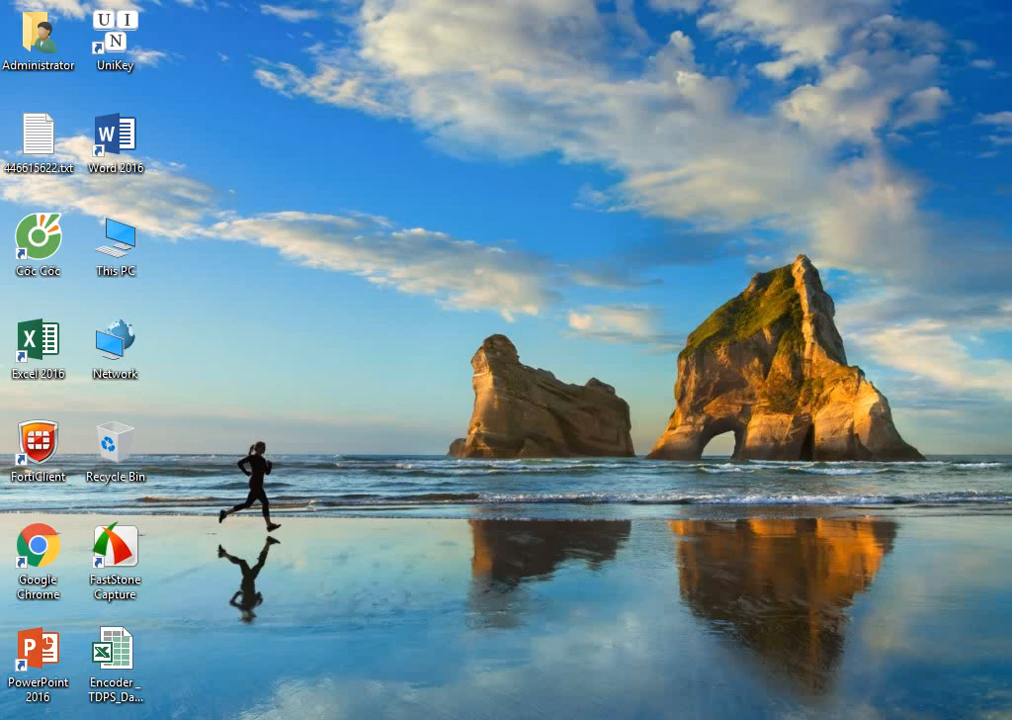 Administrator
U I
N
UniKey
446615622.txt
W
Word 2016
Cốc Cốc
This PC
X
Excel 2016
Network
FortiClient
Recycle Bin
Google
Chrome
FastStone
Capture
P
PowerPoint
2016
X
Encoder_
TDPS_Da...